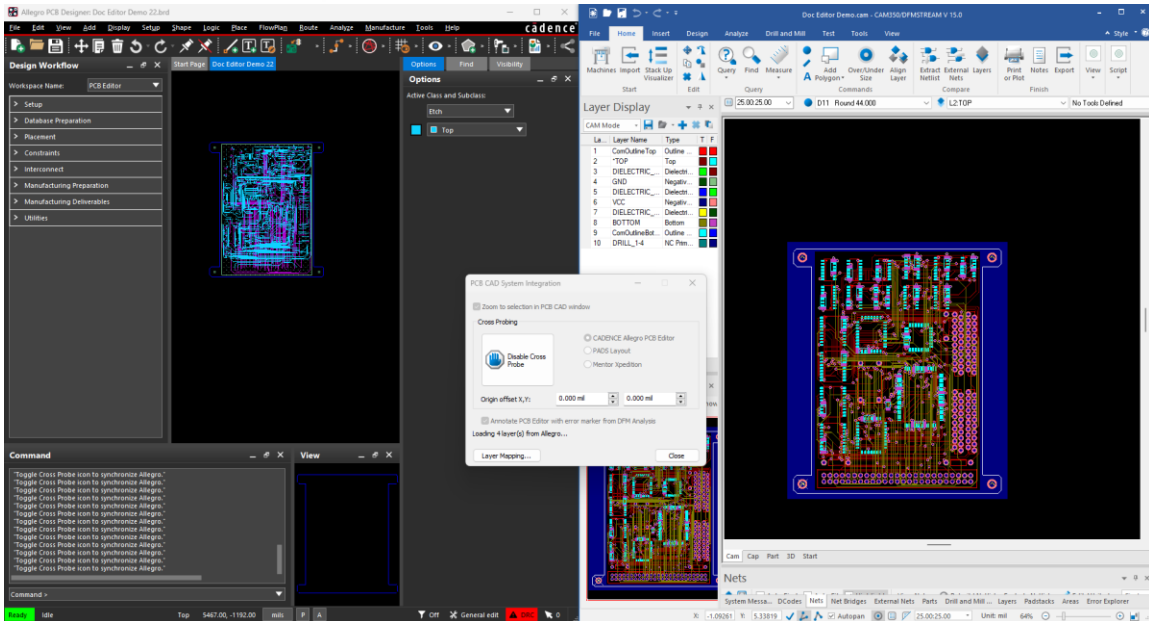 Allegro PCB Designer: Doc Editor Demo 22.brd
File Edit View Add Display Setup Shape Logic Place FlowPlan Route Analyze Manufacture Tools Help
cadence
Design Workflow
Start Page Doc Editor Demo 22
Workspace Name: PCB Editor
> Setup
> Database Preparation
> Placement
> Constraints
> Interconnect
> Manufacturing Preparation
> Manufacturing Deliverables
> Utilities
Options Find Visibility
Options
Active Class and Subclass:
Etch
Top
Command
"Toggle Cross Probe icon to synchronize Allegro."
"Toggle Cross Probe icon to synchronize Allegro."
"Toggle Cross Probe icon to synchronize Allegro."
"Toggle Cross Probe icon to synchronize Allegro."
"Toggle Cross Probe icon to synchronize Allegro."
"Toggle Cross Probe icon to synchronize Allegro."
"Toggle Cross Probe icon to synchronize Allegro."
"Toggle Cross Probe icon to synchronize Allegro."
"Toggle Cross Probe icon to synchronize Allegro."
"Toggle Cross Probe icon to synchronize Allegro."
"Toggle Cross Probe icon to synchronize Allegro."
"Toggle Cross Probe icon to synchronize Allegro."
"Toggle Cross Probe icon to synchronize Allegro."
Command >
View
Ready Idle Top 5467.00, -1192.00 mils P A Off General edit DRC 0
PCB CAD System Integration
Zoom to selection in PCB CAD window
Cross Probing
Disable Cross
Probe
CADENCE Allegro PCB Editor
PADS Layout
Mentor Xpedition
Origin offset X,Y: 0.000 mil 0.000 mil
Annotate PCB Editor with error marker from DFM Analysis
Loading 4 layer(s) from Allegro...
Layer Mapping... Close
Doc Editor Demo.cam - CAM350/DFMSTREAM V 15.0
File Home Insert Design Analyze Drill and Mill Test Tools View Style
Machines Import Stack Up Visualizer
Query Find Measure
Add Polygon Over/Under Size Align Layer
Extract Netlist External Nets Layers
Print or Plot Notes Export
View Script
Start Edit Query Commands Compare Finish
Layer Display
25.00:25.00 D11 Round 44.000 L2:TOP No Tools Defined
CAM Mode
La... Layer Name Type T F
1 ComOutlineTop Outline ...
2 *TOP Top
3 DIELECTRIC_... Dielectri...
4 GND Negativ...
5 DIELECTRIC_... Dielectri...
6 VCC Negativ...
7 DIELECTRIC_... Dielectri...
8 BOTTOM Bottom
9 ComOutlineBot... Outline ...
10 DRILL_1-4 NC Prim...
Cam Cap Part 3D Start
Nets
System Messa... DCodes Nets Net Bridges External Nets Parts Drill and Mill ... Layers Padstacks Areas Error Explorer
X: -1.09261 Y: 5.33819 Autopan 25.00:25.00 Unit: mil 64%